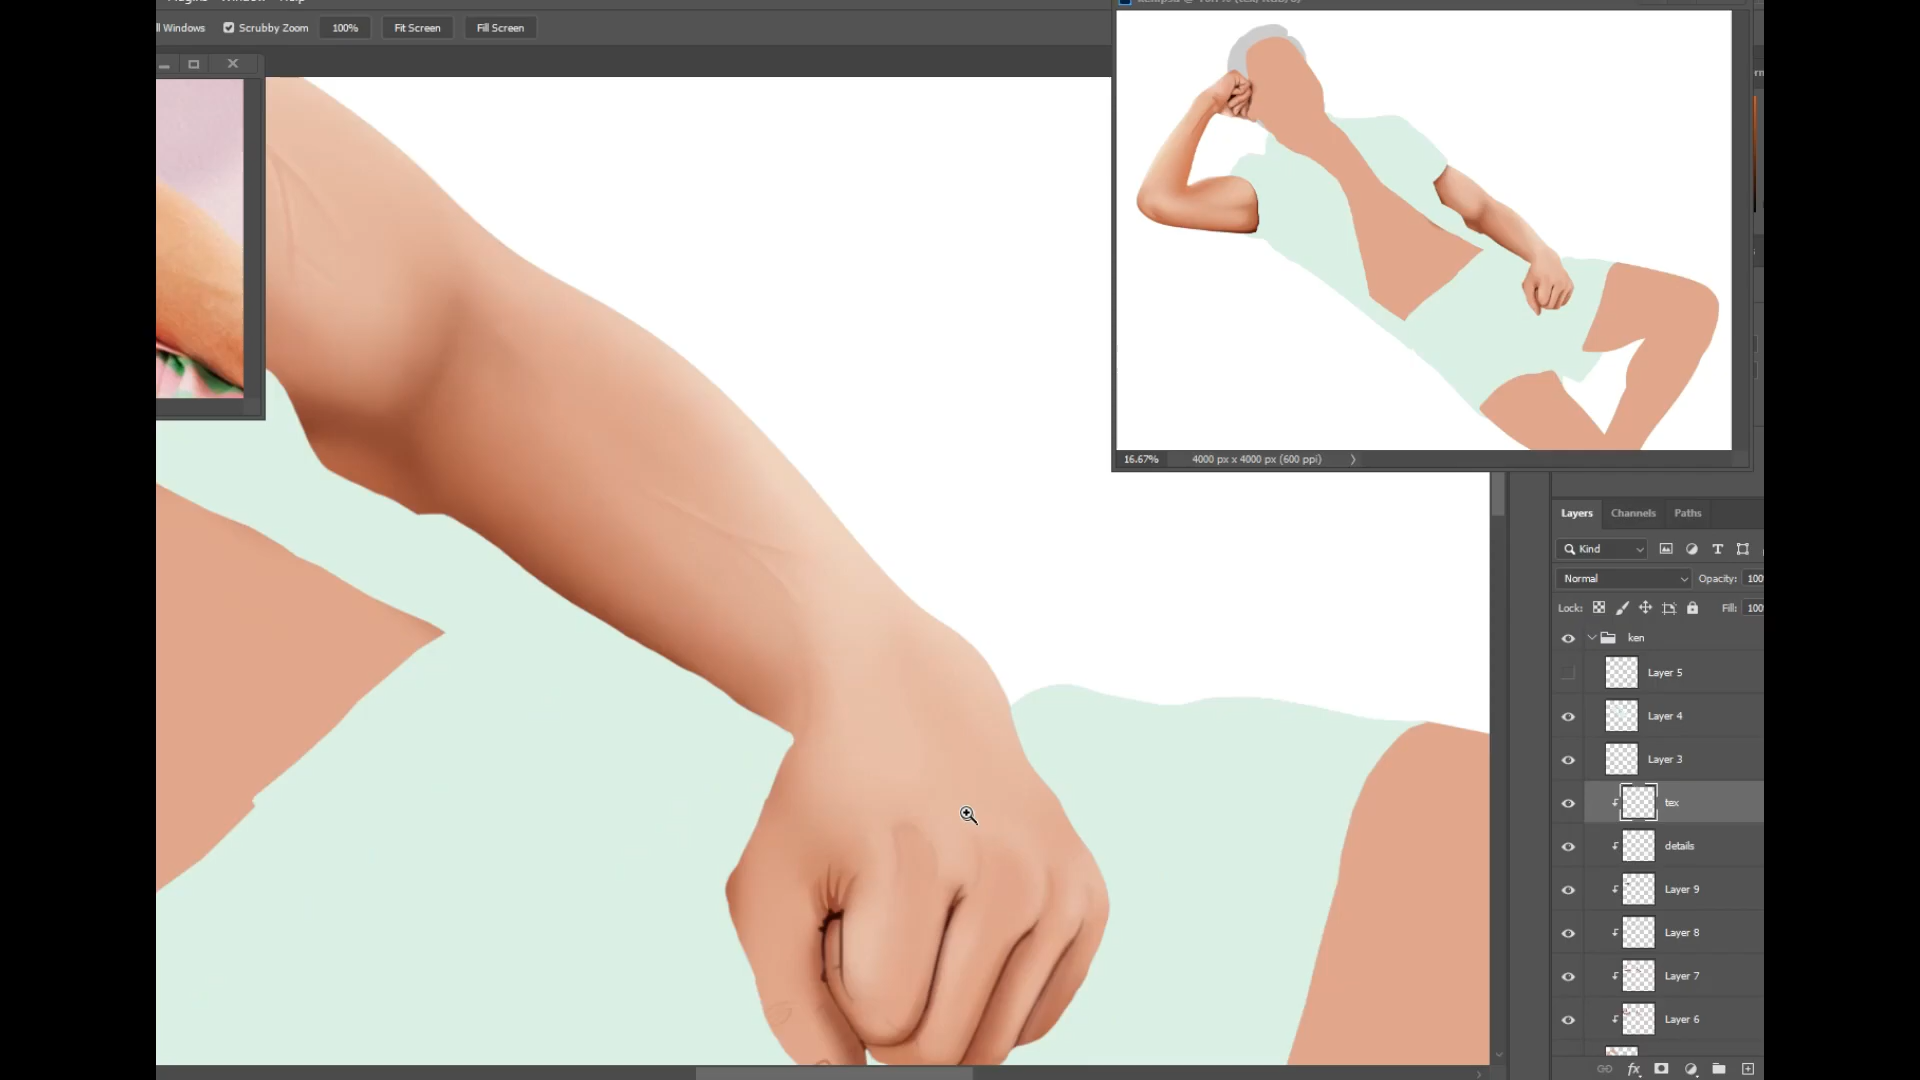 ll Windows Scrubby Zoom 100% Fit Screen Fill Screen
16.67% 4000 px x 4000 px (600 ppi)
Layers Channels Paths
Kind
Normal Opacity: 100
Lock: Fill: 100
ken
Layer 5
Layer 4
Layer 3
tex
details
Layer 9
Layer 8
Layer 7
Layer 6
fx